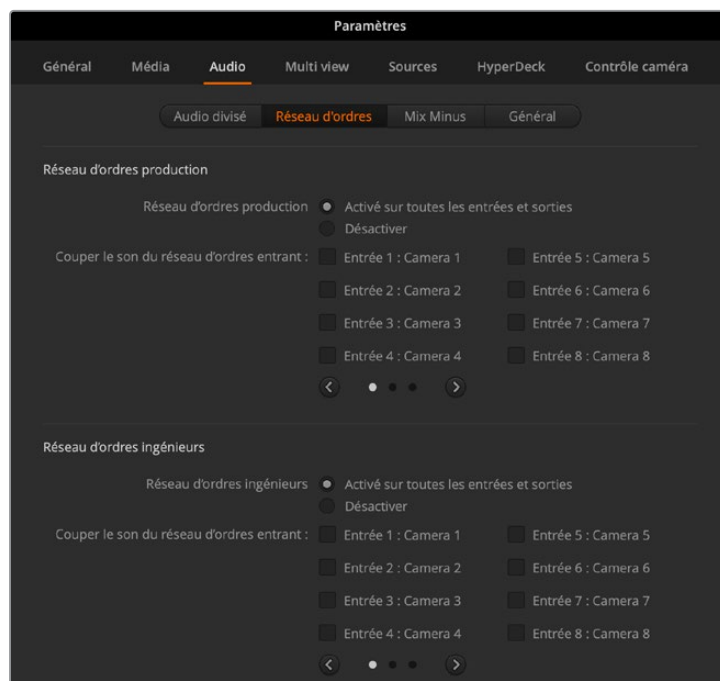 Paramètres
Général Média Audio Multi view Sources HyperDeck Contrôle caméra
Audio divisé Réseau d'ordres Mix Minus Général
Réseau d'ordres production
Réseau d'ordres production Activé sur toutes les entrées et sorties
Désactiver
Couper le son du réseau d'ordres entrant : Entrée 1 : Camera 1 Entrée 5 : Camera 5
Entrée 2 : Camera 2 Entrée 6 : Camera 6
Entrée 3 : Camera 3 Entrée 7 : Camera 7
Entrée 4 : Camera 4 Entrée 8 : Camera 8
Réseau d'ordres ingénieurs
Réseau d'ordres ingénieurs Activé sur toutes les entrées et sorties
Désactiver
Couper le son du réseau d'ordres entrant : Entrée 1 : Camera 1 Entrée 5 : Camera 5
Entrée 2 : Camera 2 Entrée 6 : Camera 6
Entrée 3 : Camera 3 Entrée 7 : Camera 7
Entrée 4 : Camera 4 Entrée 8 : Camera 8